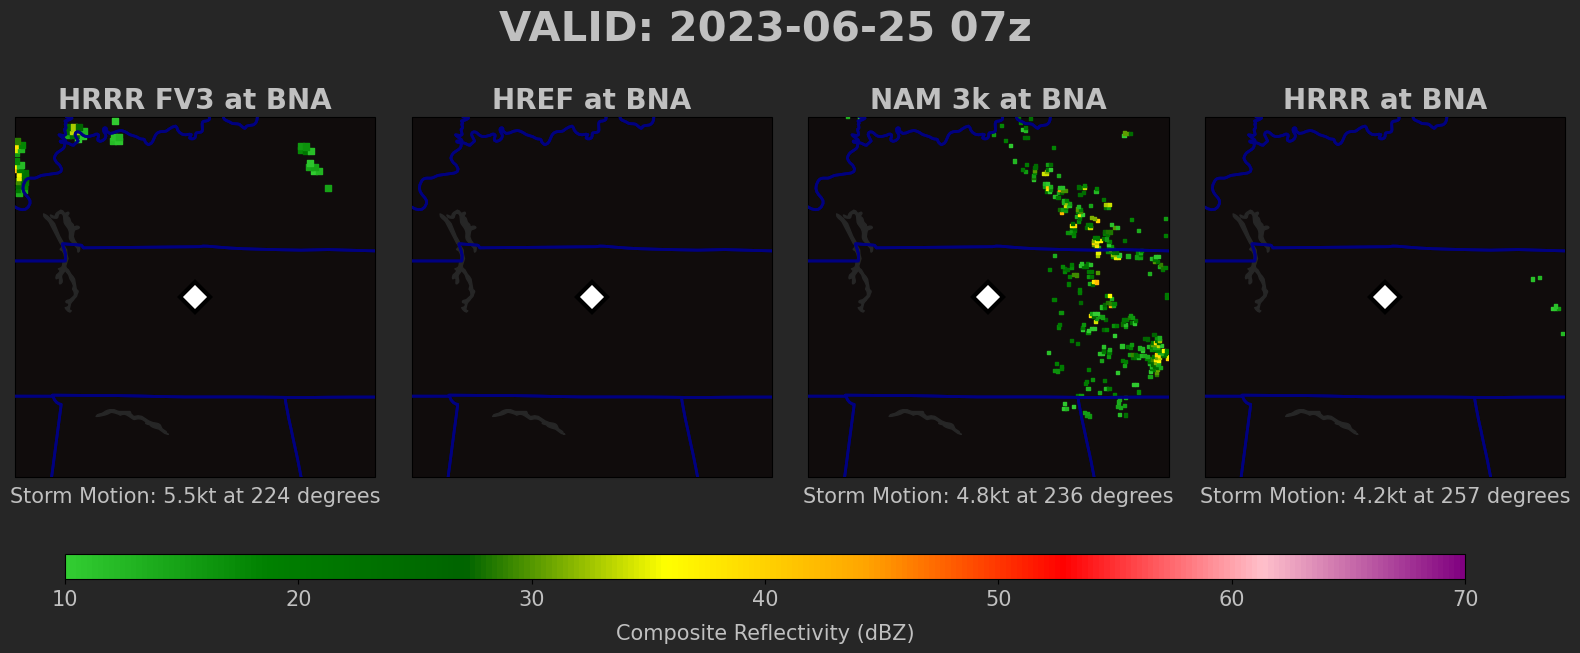 VALID: 2023-06-25 07z
HRRR FV3 at BNA
HREF at BNA
NAM 3k at BNA
HRRR at BNA
Storm Motion: 5.5kt at 224 degrees
Storm Motion: 4.8kt at 236 degrees
Storm Motion: 4.2kt at 257 degrees
10 20 30 40 50 60 70
Composite Reflectivity (dBZ)